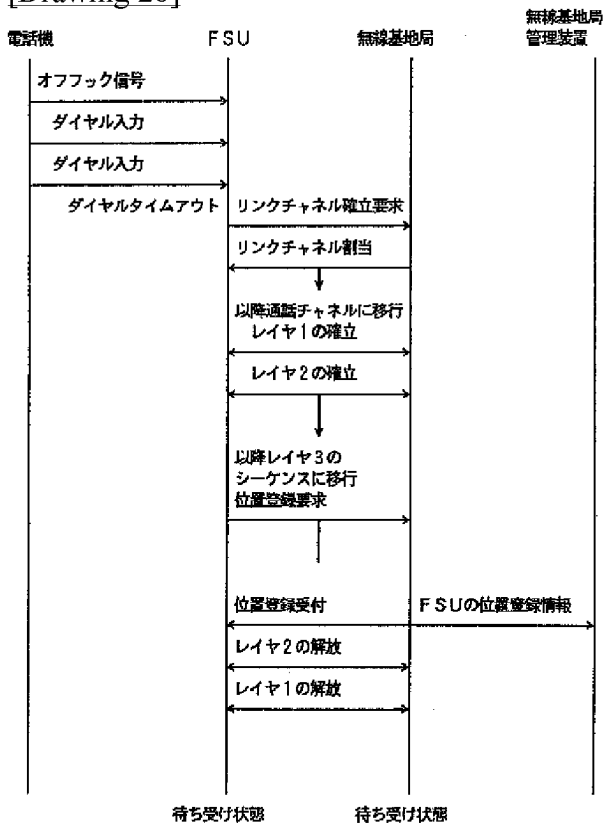 [Drawing 20]
無線基地局
電話機 FSU 無線基地局 管理装置
オフフック信号
ダイヤル入力
ダイヤル入力
ダイヤルタイムアウト リンクチャネル確立要求
リンクチャネル割当
以降通話チャネルに移行
レイヤ1の確立
レイヤ2の確立
以降レイヤ3の
シーケンスに移行
位置登録要求
位置登録受付 FSUの位置登録情報
レイヤ2の解放
レイヤ1の解放
待ち受け状態 待ち受け状態